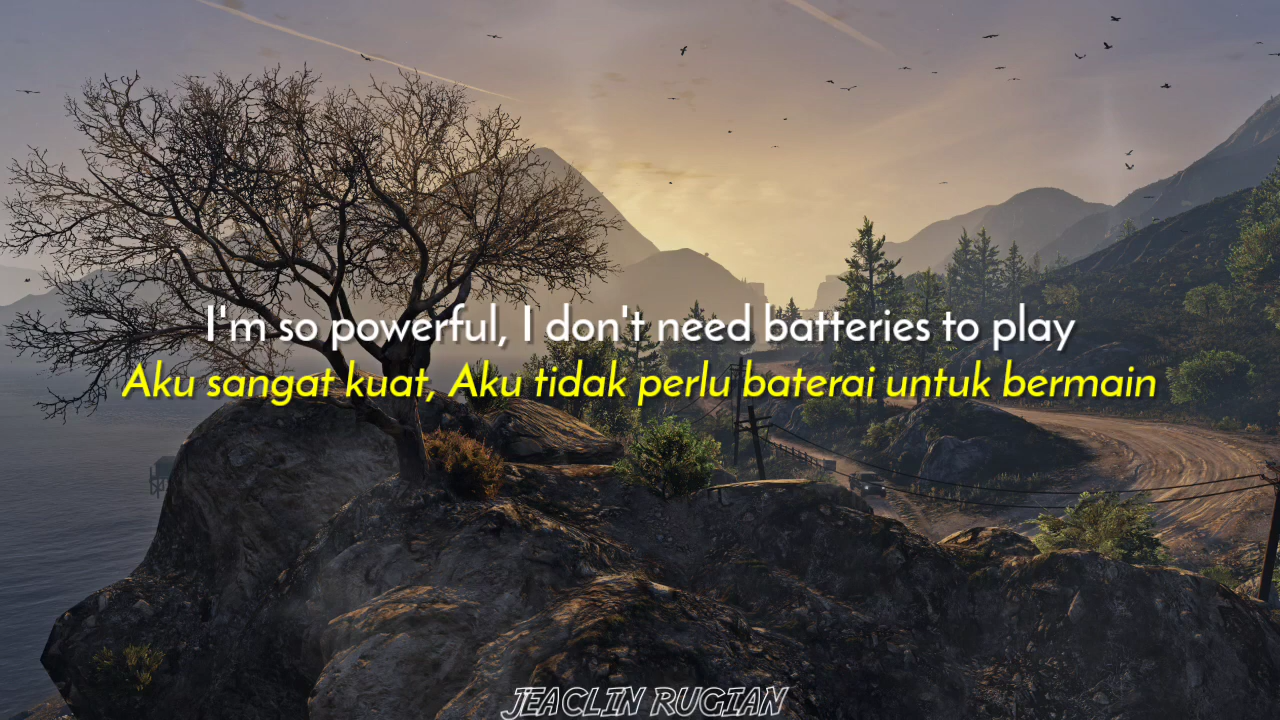 I'm so powerful, I don't need batteries to play
Aku sangat kuat, Aku tidak perlu baterai untuk bermain
JEACLIN RUGIAN